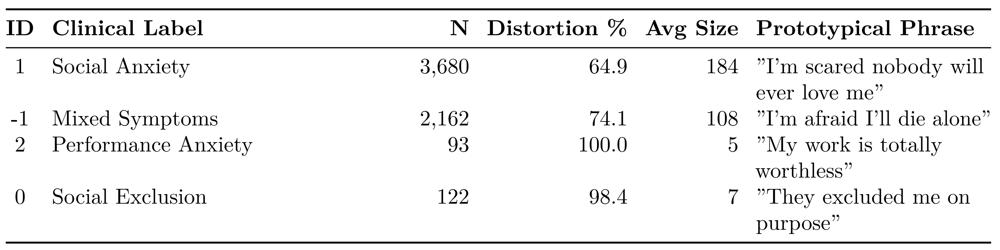 ID Clinical Label N Distortion % Avg Size Prototypical Phrase
1 Social Anxiety 3,680 64.9 184 ”I’m scared nobody will
ever love me”
-1 Mixed Symptoms 2,162 74.1 108 ”I’m afraid I’ll die alone”
2 Performance Anxiety 93 100.0 5 ”My work is totally
worthless”
0 Social Exclusion 122 98.4 7 ”They excluded me on
purpose”